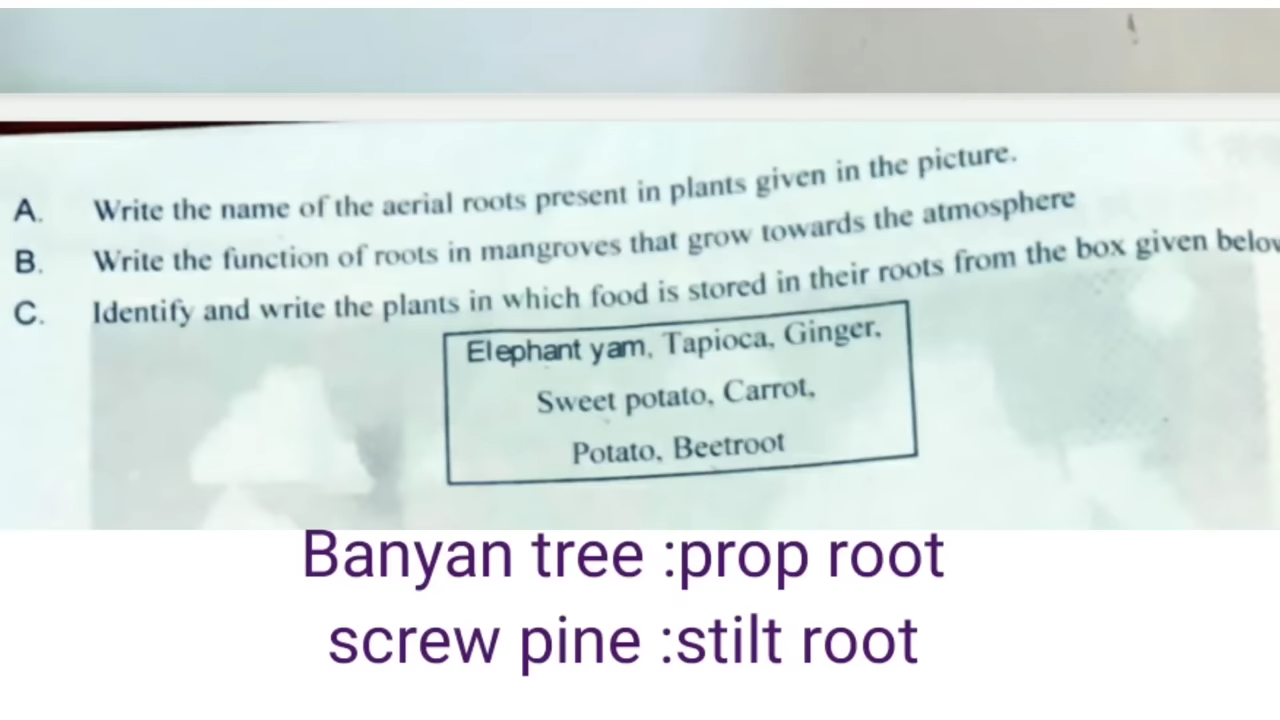 A. Write the name of the aerial roots present in plants given in the picture.
B. Write the function of roots in mangroves that grow towards the atmosphere
C. Identify and write the plants in which food is stored in their roots from the box given below
Elephant yam, Tapioca, Ginger,
Sweet potato, Carrot,
Potato, Beetroot
Banyan tree :prop root
screw pine :stilt root